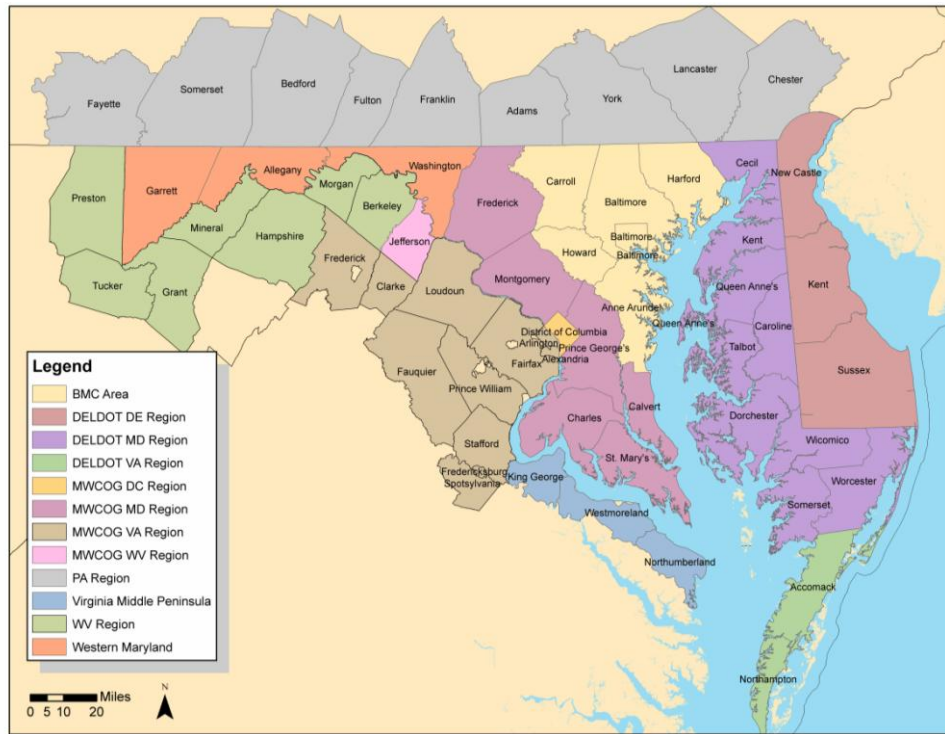 Lancaster
Somerset
Bedford
Chester
York
Fayette
Fulton
Franklin
Adams
Washington
Cecil
Allegany
New Castle
Harford
Carroll
Morgan
Garrett
Preston
Baltimore
Frederick
Berkeley
Mineral
Jefferson
Baltimore
Kent
Hampshire
Howard
Baltimore
Frederick
Montgomery
Kent
Tucker
Clarke
Loudoun
Queen Anne's
Grant
Anne Arundel
Queen Anne's
Caroline
District of Columbia
Arlington
Prince George's
Talbot
Alexandria
Fairfax
Fauquier
Sussex
Prince William
Calvert
Dorchester
Charles
Wicomico
Stafford
St. Mary's
Fredericksburg
King George
Spotsylvania
Worcester
Somerset
Westmoreland
Northumberland
Accomack
Northampton
Legend
BMC Area
DELDOT DE Region
DELDOT MD Region
DELDOT VA Region
MWCOG DC Region
MWCOG MD Region
MWCOG VA Region
MWCOG WV Region
PA Region
Virginia Middle Peninsula
WV Region
Western Maryland
Miles
0 5 10 20
N